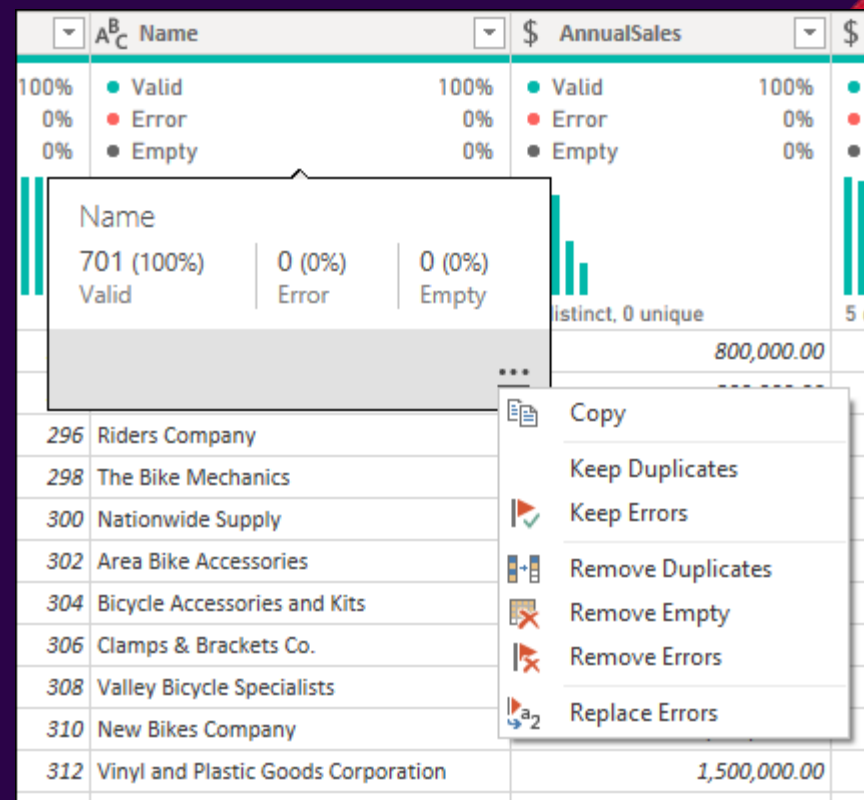 ABC Name $ AnnualSales $
100% Valid 100% Valid 100%
0% Error 0% Error 0%
0% Empty 0% Empty 0%
Name
701 (100%) 0 (0%) 0 (0%)
Valid Error Empty
istinct, 0 unique 5
800,000.00
...
Copy
296 Riders Company
Keep Duplicates
298 The Bike Mechanics
Keep Errors
300 Nationwide Supply
302 Area Bike Accessories
Remove Duplicates
304 Bicycle Accessories and Kits
Remove Empty
306 Clamps & Brackets Co.
Remove Errors
308 Valley Bicycle Specialists
Replace Errors
310 New Bikes Company
312 Vinyl and Plastic Goods Corporation 1,500,000.00